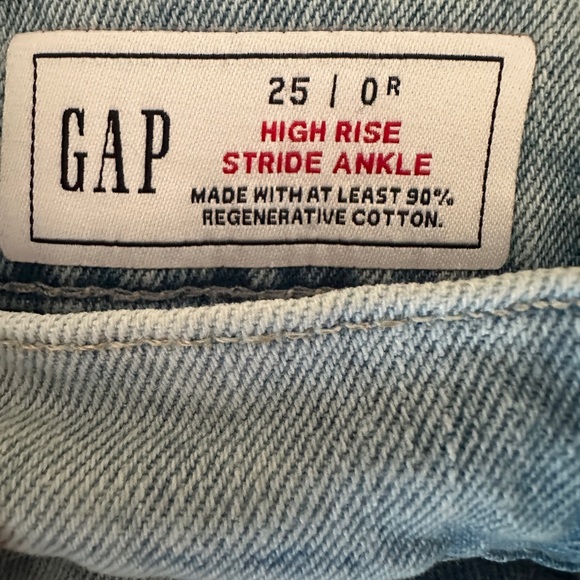 GAP
25 | 0R
HIGH RISE
STRIDE ANKLE
MADE WITH AT LEAST 90%
REGENERATIVE COTTON.